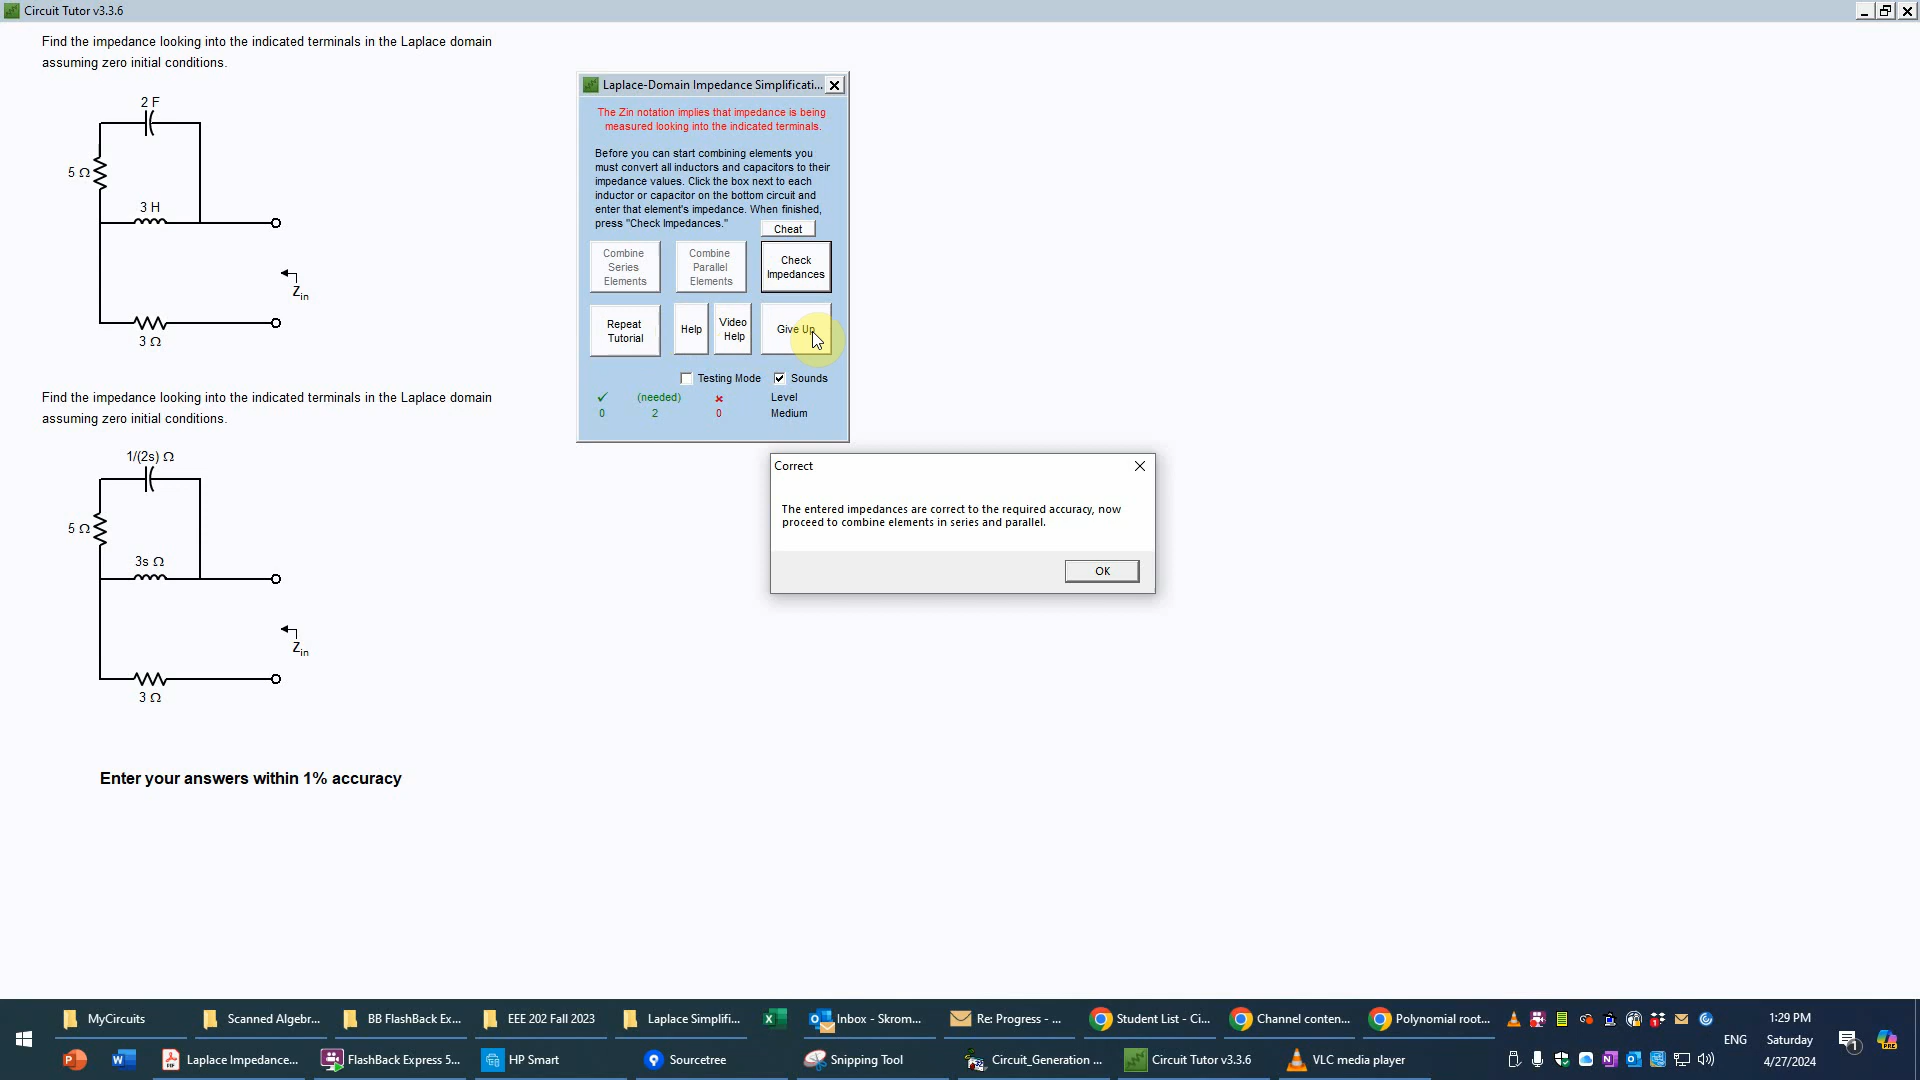 Circuit Tutor v3.3.6
Find the impedance looking into the indicated terminals in the Laplace domain
assuming zero initial conditions.
2 F
5 Ω
3 H
Zin
3 Ω
Find the impedance looking into the indicated terminals in the Laplace domain
assuming zero initial conditions.
1/(2s) Ω
5 Ω
3s Ω
Zin
3 Ω
Enter your answers within 1% accuracy
Laplace-Domain Impedance Simplificati...
The Zin notation implies that impedance is being
measured looking into the indicated terminals.
Before you can start combining elements you
must convert all inductors and capacitors to their
impedance values. Click the box next to each
inductor or capacitor on the bottom circuit and
enter that element's impedance. When finished,
press "Check Impedances."
Cheat
Combine
Series
Elements
Combine
Parallel
Elements
Check
Impedances
Repeat
Tutorial
Help
Video
Help
Give Up
Testing Mode
Sounds
(needed)
Level
0
2
0
Medium
Correct
The entered impedances are correct to the required accuracy, now
proceed to combine elements in series and parallel.
OK
MyCircuits
Scanned Algebr...
BB FlashBack Ex...
EEE 202 Fall 2023
Laplace Simplifi...
Inbox - Skrom...
Re: Progress - ...
Student List - Ci...
Channel conten...
Polynomial root...
Laplace Impedance...
FlashBack Express 5...
HP Smart
Sourcetree
Snipping Tool
Circuit_Generation ...
Circuit Tutor v3.3.6
VLC media player
ENG
1:29 PM
Saturday
4/27/2024
1